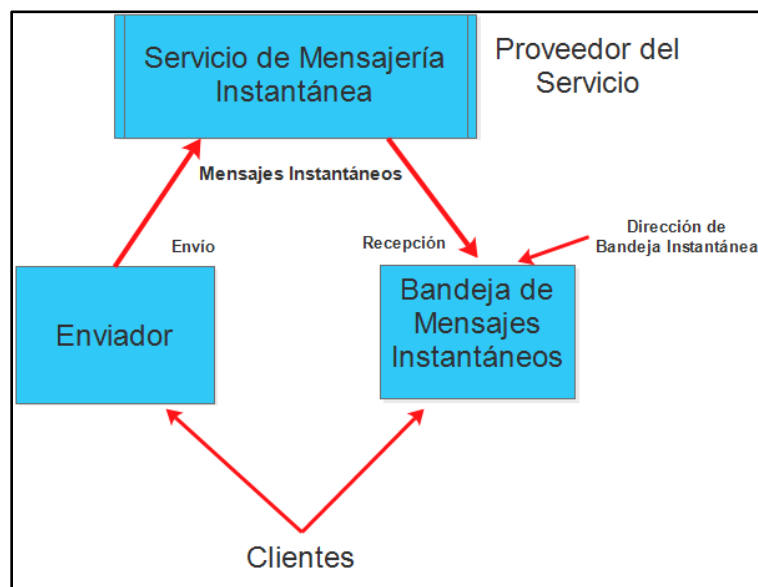 Servicio de Mensajería
Instantánea
Proveedor del
Servicio
Mensajes Instantáneos
Envío
Recepción
Dirección de
Bandeja Instantánea
Enviador
Bandeja de
Mensajes
Instantáneos
Clientes